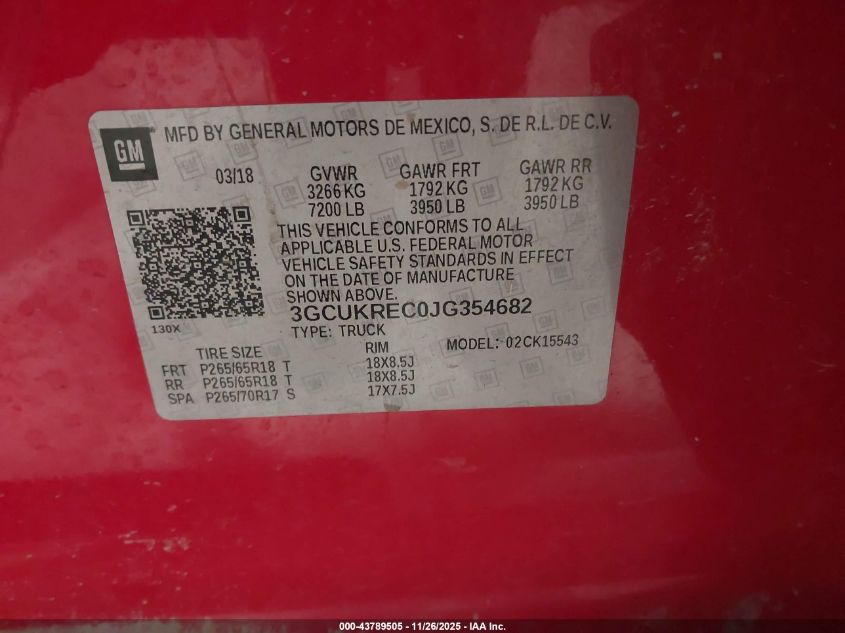 GM MFD BY GENERAL MOTORS DE MEXICO, S. DE R.L. DE C.V.
03/18 GVWR GAWR FRT GAWR RR
3266 KG 1792 KG 1792 KG
7200 LB 3950 LB 3950 LB
THIS VEHICLE CONFORMS TO ALL
APPLICABLE U.S. FEDERAL MOTOR
VEHICLE SAFETY STANDARDS IN EFFECT
ON THE DATE OF MANUFACTURE
SHOWN ABOVE.
3GCUKREC0JG354682
130X
TYPE: TRUCK
TIRE SIZE RIM MODEL: 02CK15543
FRT P265/65R18 T 18X8.5J
RR P265/65R18 T 18X8.5J
SPA P265/70R17 S 17X7.5J
000-43789505 - 11/26/2025 - IAA Inc.